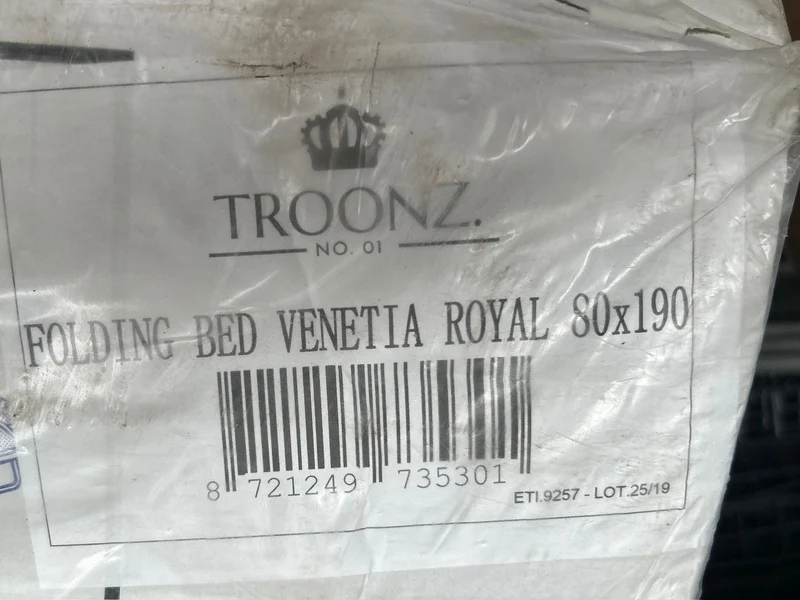 TROONZ.
NO. 01
FOLDING BED VENETIA ROYAL 80x190
8 721249 735301
ETI.9257 - LOT.25/19